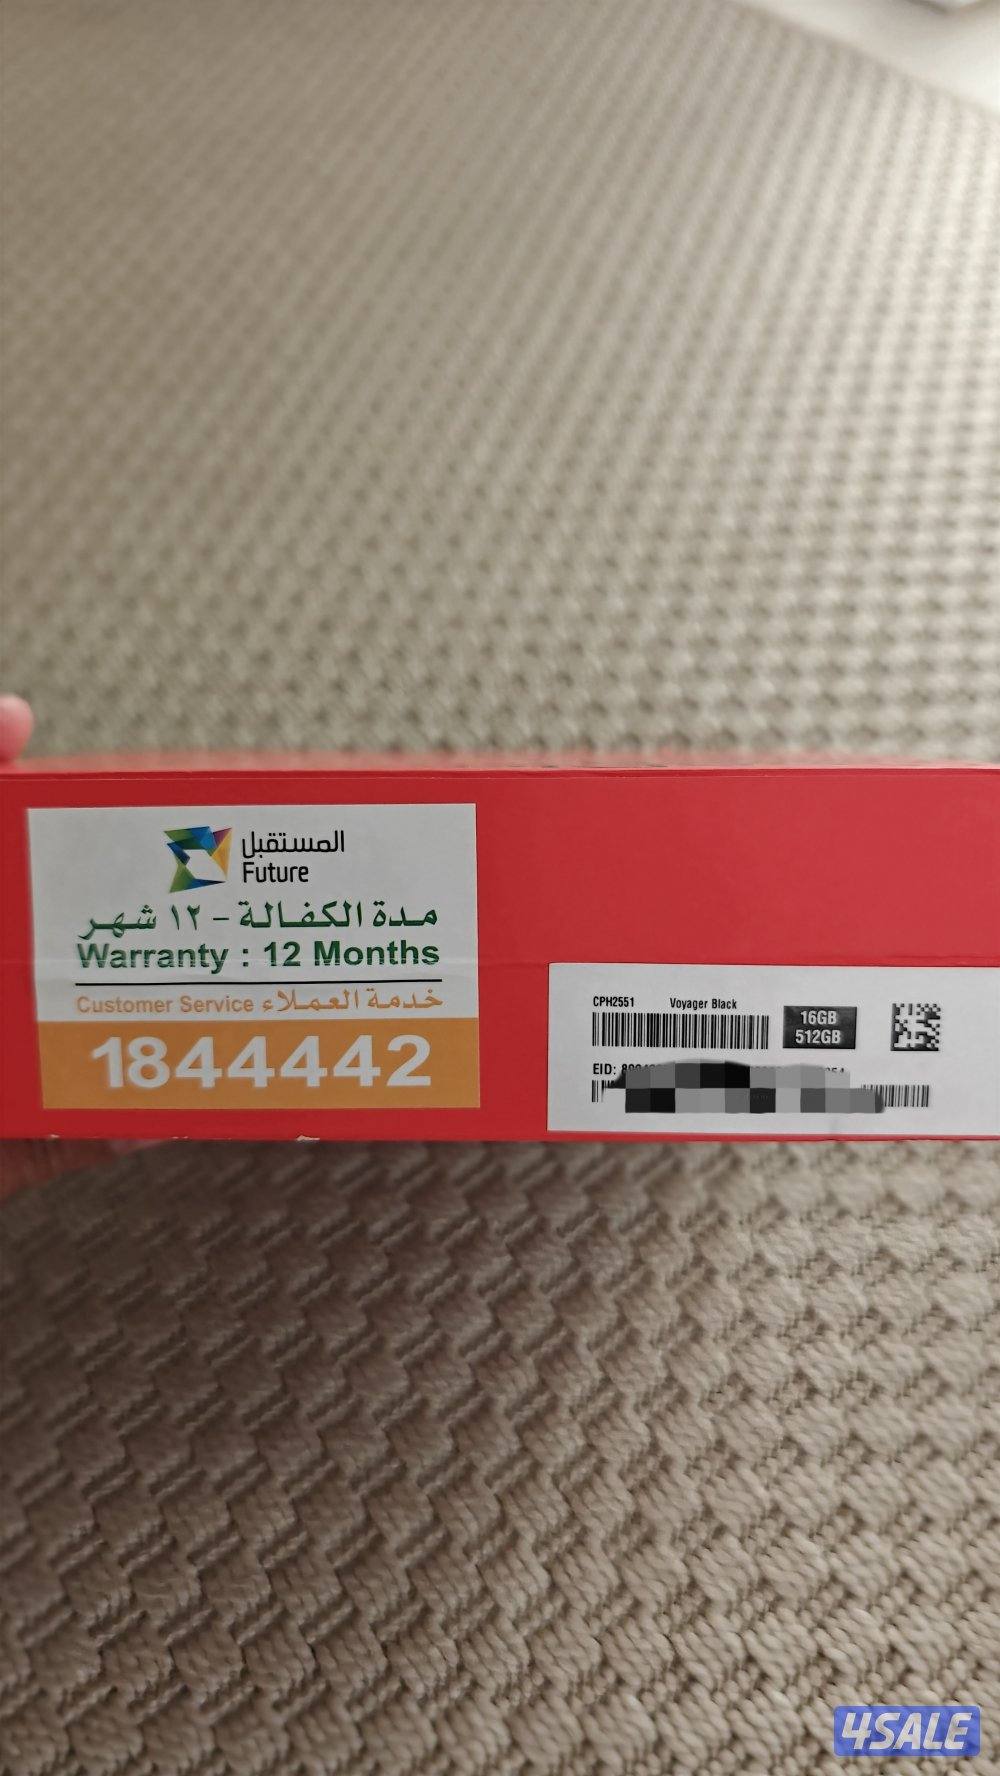 المستقبل
Future
مدة الكفالة - ١٢ شهر
Warranty : 12 Months
Customer Service خدمة العملاء
1844442
CPH2551 Voyager Black
16GB
512GB
EID:
4SALE